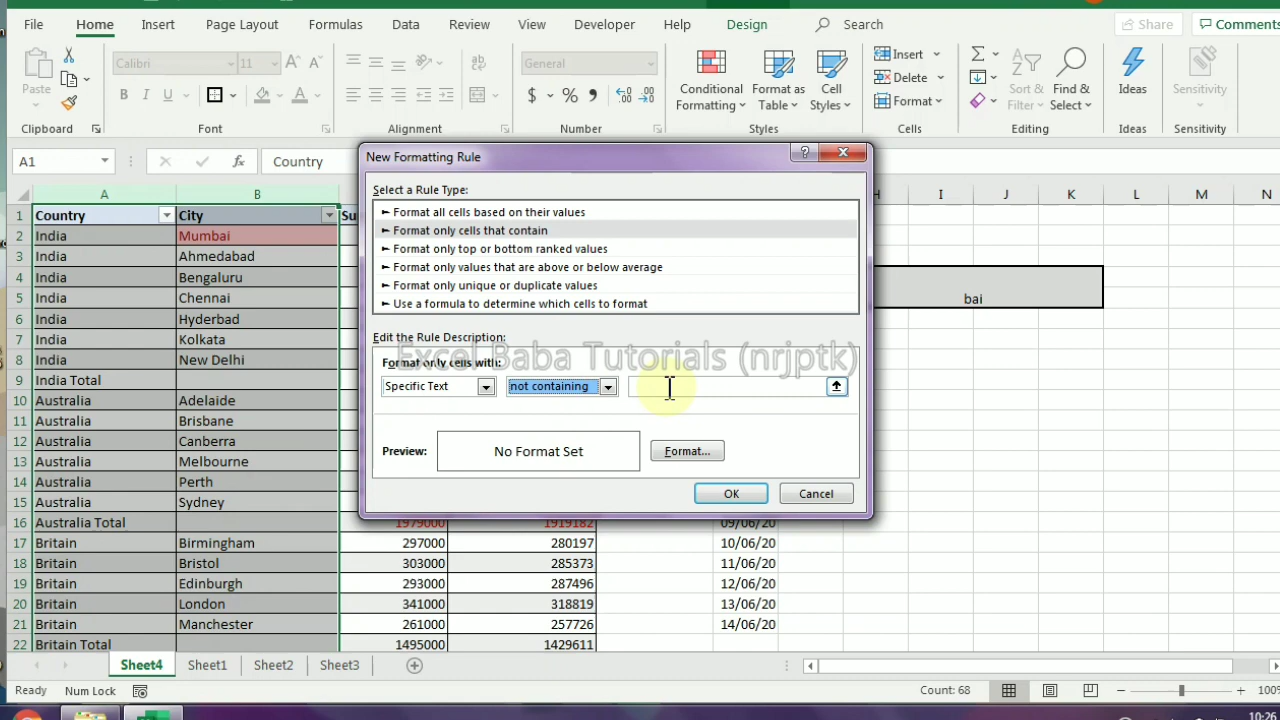 File Home Insert Page Layout Formulas Data Review View Developer Help Design Search Share Comments
Paste Calibri 11 General Conditional Formatting Format as Table Cell Styles Insert Delete Format Sort & Filter Find & Select Ideas Sensitivity
B I U A $ % ,
Clipboard Font Alignment Number Styles Cells Editing Ideas Sensitivity
A1 fx Country
New Formatting Rule
Select a Rule Type:
► Format all cells based on their values
► Format only cells that contain
► Format only top or bottom ranked values
► Format only values that are above or below average
► Format only unique or duplicate values
► Use a formula to determine which cells to format
Edit the Rule Description:
Format only cells with:
Excel Baba Tutorials (nrjptk)
Specific Text not containing
Preview: No Format Set Format...
OK Cancel
A B H I J K L M N
1 Country City
2 India Mumbai
3 India Ahmedabad
4 India Bengaluru
5 India Chennai bai
6 India Hyderbad
7 India Kolkata
8 India New Delhi
9 India Total
10 Australia Adelaide
11 Australia Brisbane
12 Australia Canberra
13 Australia Melbourne
14 Australia Perth
15 Australia Sydney
16 Australia Total 1979000 1919182 09/06/20
17 Britain Birmingham 297000 280197 10/06/20
18 Britain Bristol 303000 285373 11/06/20
19 Britain Edinburgh 293000 287496 12/06/20
20 Britain London 341000 318819 13/06/20
21 Britain Manchester 261000 257726 14/06/20
22 Britain Total 1495000 1429611
Sheet4 Sheet1 Sheet2 Sheet3
Ready Num Lock Count: 68 100%
10:26